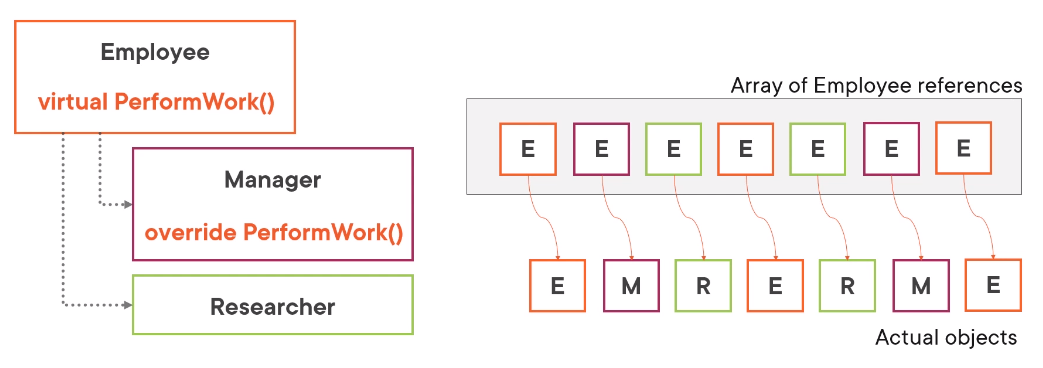 Employee
virtual PerformWork()
Manager
override PerformWork()
Researcher
Array of Employee references
E E E E E E E
E M R E R M E
Actual objects